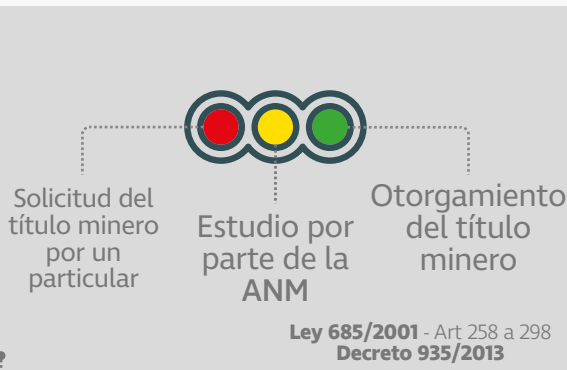 Solicitud del
título minero
por un
particular
Estudio por
parte de la
ANM
Otorgamiento
del título
minero
Ley 685/2001 - Art 258 a 298
Decreto 935/2013
?